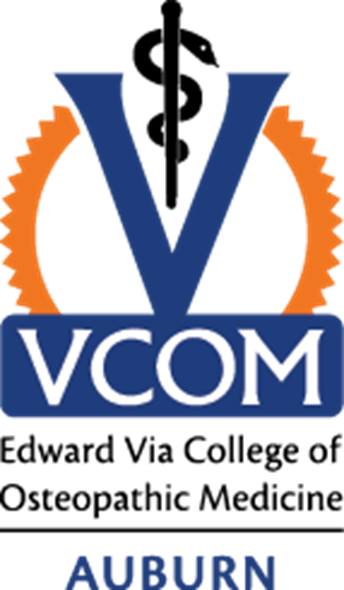 V
VCOM
Edward Via College of
Osteopathic Medicine
AUBURN